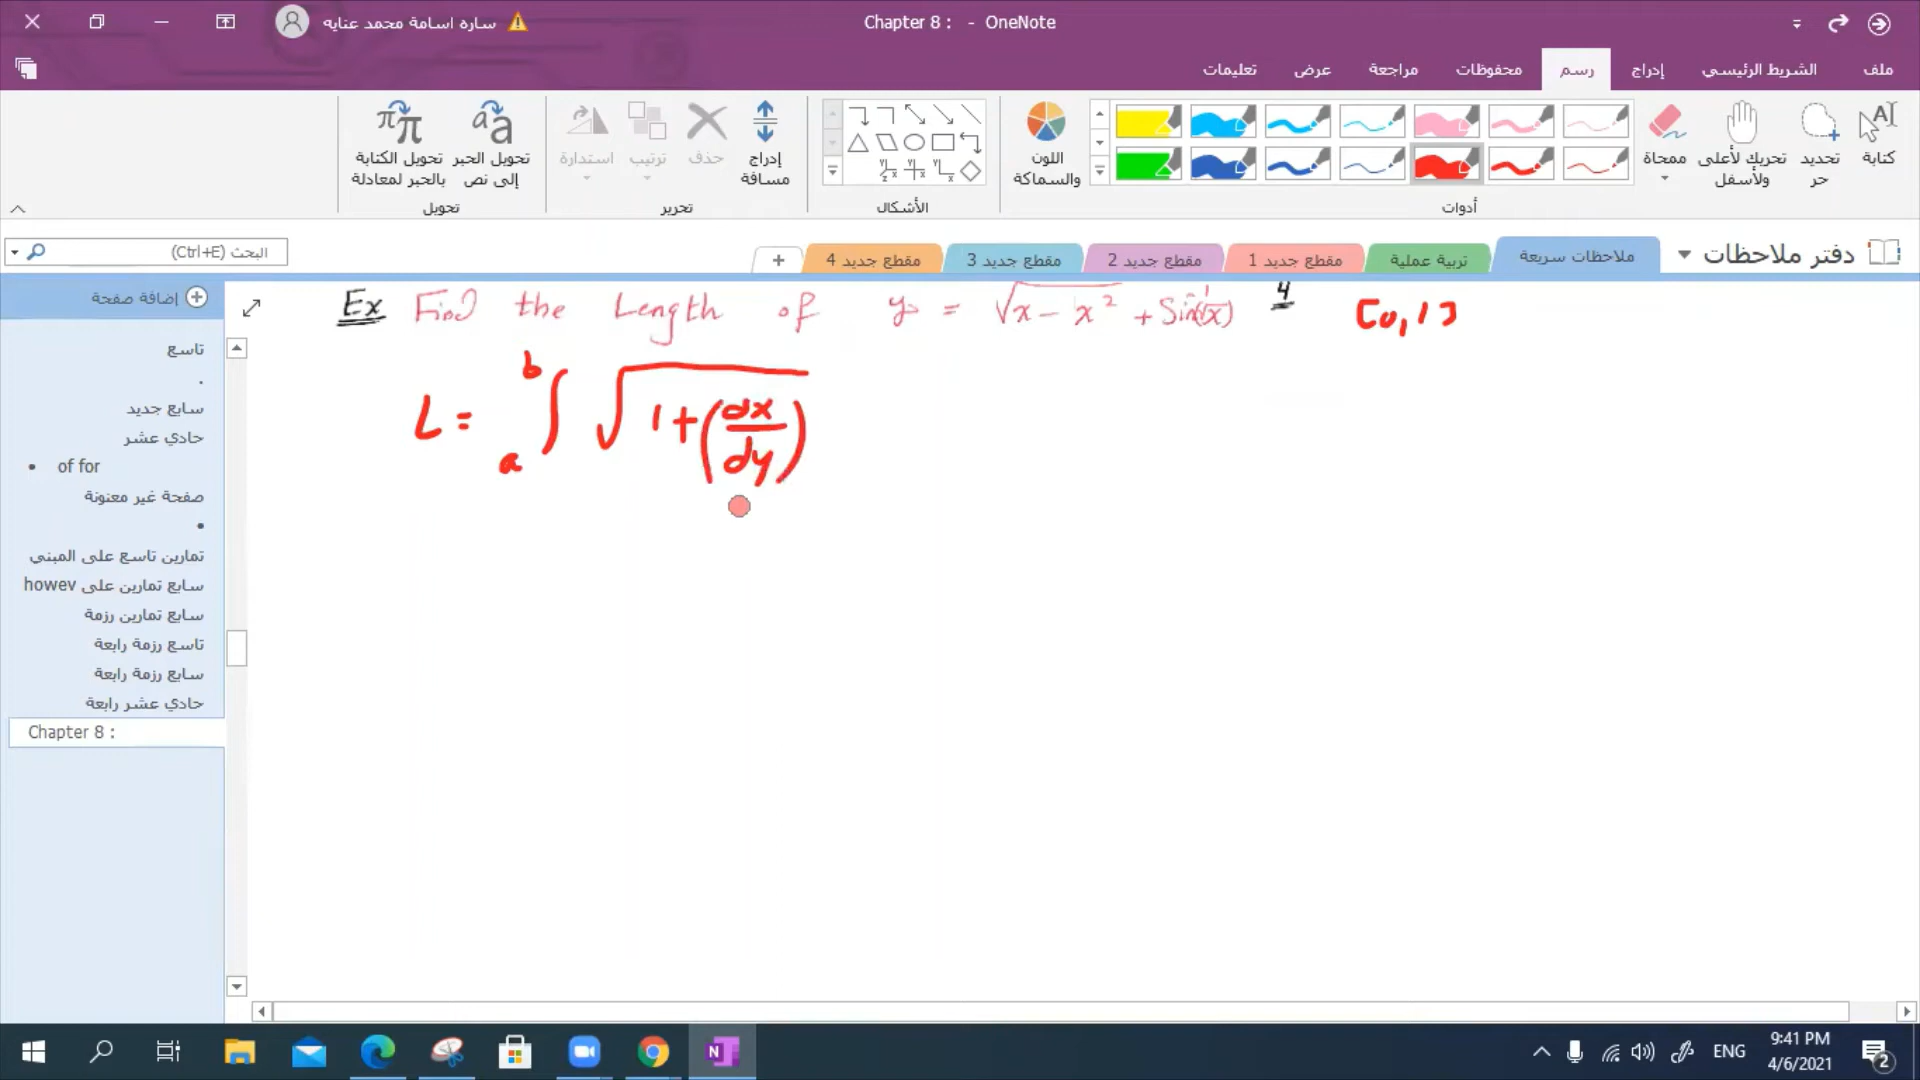 ساره اسامة محمد عنايه
Chapter 8 : - OneNote
ملف
الشريط الرئيسي
إدراج
رسم
محفوظات
مراجعة
عرض
تعليمات
كتابة
تحديد حر
تحريك لأعلى ولأسفل
ممحاة
أدوات
اللون والسماكة
الأشكال
إدراج مسافة
حذف
ترتيب
استدارة
تحرير
تحويل الحبر إلى نص
تحويل الكتابة بالحبر لمعادلة
تحويل
دفتر ملاحظات
ملاحظات سريعة
تربية عملية
مقطع جديد 1
مقطع جديد 2
مقطع جديد 3
مقطع جديد 4
+
البحث (Ctrl+E)
إضافة صفحة
تاسع
.
سابع جديد
حادي عشر
• of for
صفحة غير معنونة
•
تمارين تاسع على المبني
سابع تمارين على howev
سابع تمارين رزمة
تاسع رزمة رابعة
سابع رزمة رابعة
حادي عشر رابعة
Chapter 8 :
Ex Find the Length of y = √x - x² + Sin⁻¹(√x) 4 [0,1]
L = a∫b √1+(dx/dy)
ENG
9:41 PM
4/6/2021
2